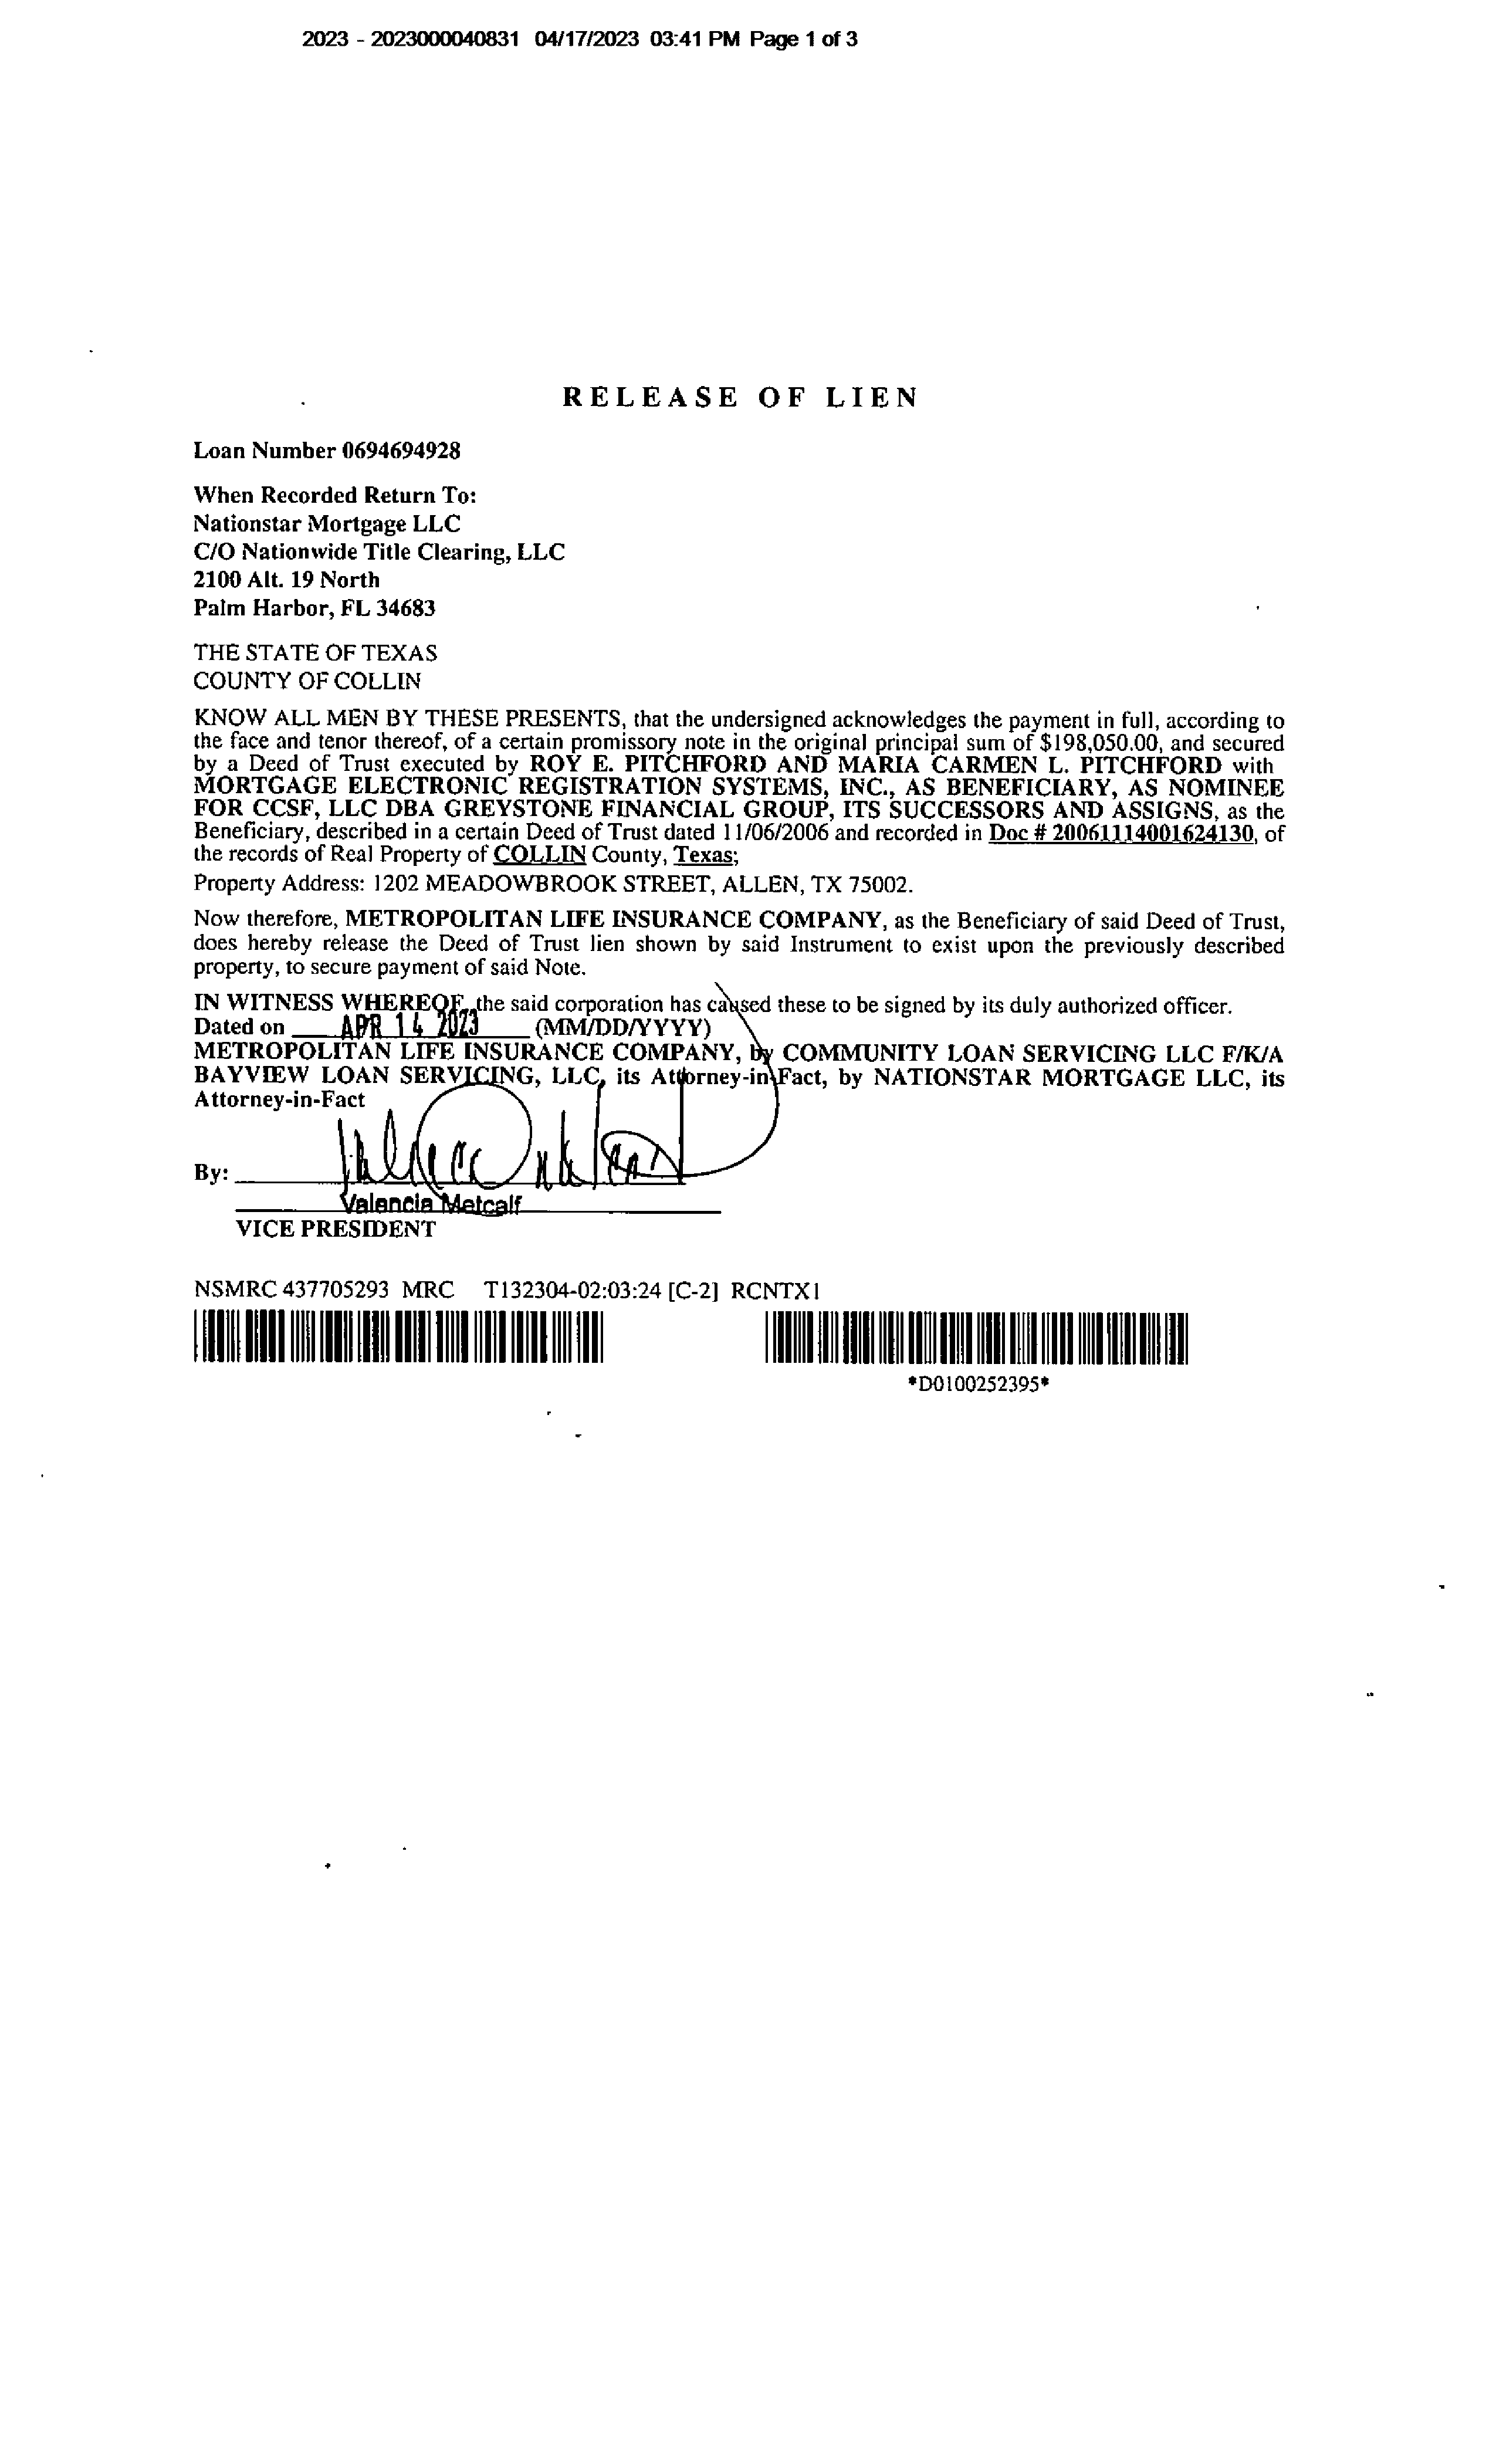 2023 - 2023000040831 04/17/2023 03:41 PM Page 1 of 3
RELEASE OF LIEN
Loan Number 0694694928
When Recorded Return To:
Nationstar Mortgage LLC
C/O Nationwide Title Clearing, LLC
2100 Alt. 19 North
Palm Harbor, FL 34683
THE STATE OF TEXAS
COUNTY OF COLLIN
KNOW ALL MEN BY THESE PRESENTS, that the undersigned acknowledges the payment in full, according to
the face and tenor thereof, of a certain promissory note in the original principal sum of $198,050.00, and secured
by a Deed of Trust executed by ROY E. PITCHFORD AND MARIA CARMEN L. PITCHFORD with
MORTGAGE ELECTRONIC REGISTRATION SYSTEMS, INC., AS BENEFICIARY, AS NOMINEE
FOR CCSF, LLC DBA GREYSTONE FINANCIAL GROUP, ITS SUCCESSORS AND ASSIGNS, as the
Beneficiary, described in a certain Deed of Trust dated 11/06/2006 and recorded in Doc # 20061114001624130, of
the records of Real Property of COLLIN County, Texas;
Property Address: 1202 MEADOWBROOK STREET, ALLEN, TX 75002.
Now therefore, METROPOLITAN LIFE INSURANCE COMPANY, as the Beneficiary of said Deed of Trust,
does hereby release the Deed of Trust lien shown by said Instrument to exist upon the previously described
property, to secure payment of said Note.
IN WITNESS WHEREOF, the said corporation has caused these to be signed by its duly authorized officer.
Dated on APR 14 2023 (MM/DD/YYYY)
METROPOLITAN LIFE INSURANCE COMPANY, by COMMUNITY LOAN SERVICING LLC F/K/A
BAYVIEW LOAN SERVICING, LLC, its Attorney-in-Fact, by NATIONSTAR MORTGAGE LLC, its
Attorney-in-Fact
By:
Valencia Metcalf
VICE PRESIDENT
NSMRC 437705293 MRC T132304-02:03:24 [C-2] RCNTX1
*D0100252395*